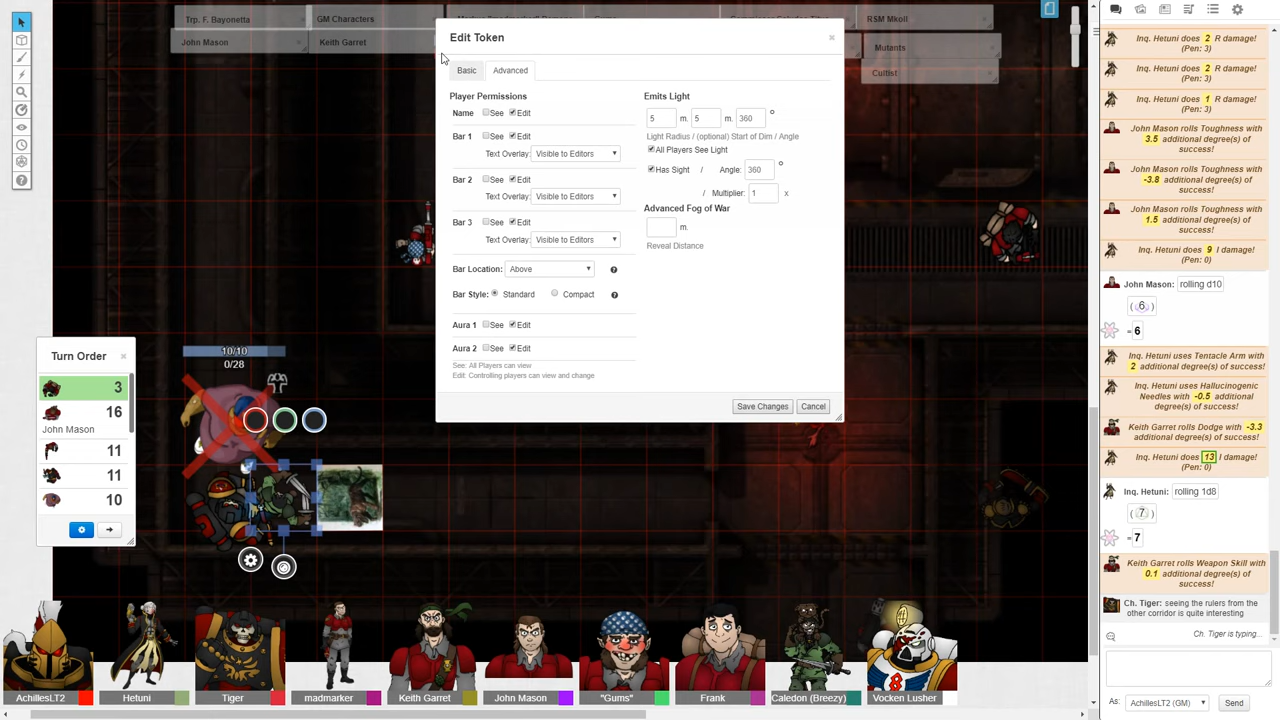 Trp. F. Bayonetta
GM Characters
RSM Mkoll
John Mason
Keith Garret
Mutants
Cultist
Edit Token
Basic
Advanced
Player Permissions
Name See Edit
Bar 1 See Edit
Text Overlay: Visible to Editors
Bar 2 See Edit
Text Overlay: Visible to Editors
Bar 3 See Edit
Text Overlay: Visible to Editors
Bar Location: Above
Bar Style: Standard Compact
Aura 1 See Edit
Aura 2 See Edit
See: All Players can view
Edit: Controlling players can view and change
Emits Light
5 m. 5 m. 360 °
Light Radius / (optional) Start of Dim / Angle
All Players See Light
Has Sight / Angle: 360 °
/ Multiplier: 1 x
Advanced Fog of War
m.
Reveal Distance
Save Changes
Cancel
Turn Order
3
16
John Mason
11
11
10
10/10
0/28
AchillesLT2
Hetuni
Tiger
madmarker
Keith Garret
John Mason
"Gums"
Frank
Caledon (Breezy)
Vocken Lusher
Inq. Hetuni does 2 R damage!
(Pen: 3)
Inq. Hetuni does 2 R damage!
(Pen: 3)
Inq. Hetuni does 1 R damage!
(Pen: 3)
John Mason rolls Toughness with
3.5 additional degree(s) of
success!
John Mason rolls Toughness with
-3.8 additional degree(s) of
success!
John Mason rolls Toughness with
1.5 additional degree(s) of
success!
Inq. Hetuni does 9 I damage!
(Pen: 0)
John Mason: rolling d10
(6)
= 6
Inq. Hetuni uses Tentacle Arm with
2 additional degree(s) of success!
Inq. Hetuni uses Hallucinogenic
Needles with -0.5 additional
degree(s) of success!
Keith Garret rolls Dodge with -3.3
additional degree(s) of success!
Inq. Hetuni does 13 I damage!
(Pen: 0)
Inq. Hetuni: rolling 1d8
(7)
= 7
Keith Garret rolls Weapon Skill with
0.1 additional degree(s) of
success!
Ch. Tiger: seeing the rulers from the
other corridor is quite interesting
Ch. Tiger is typing...
As: AchillesLT2 (GM)
Send